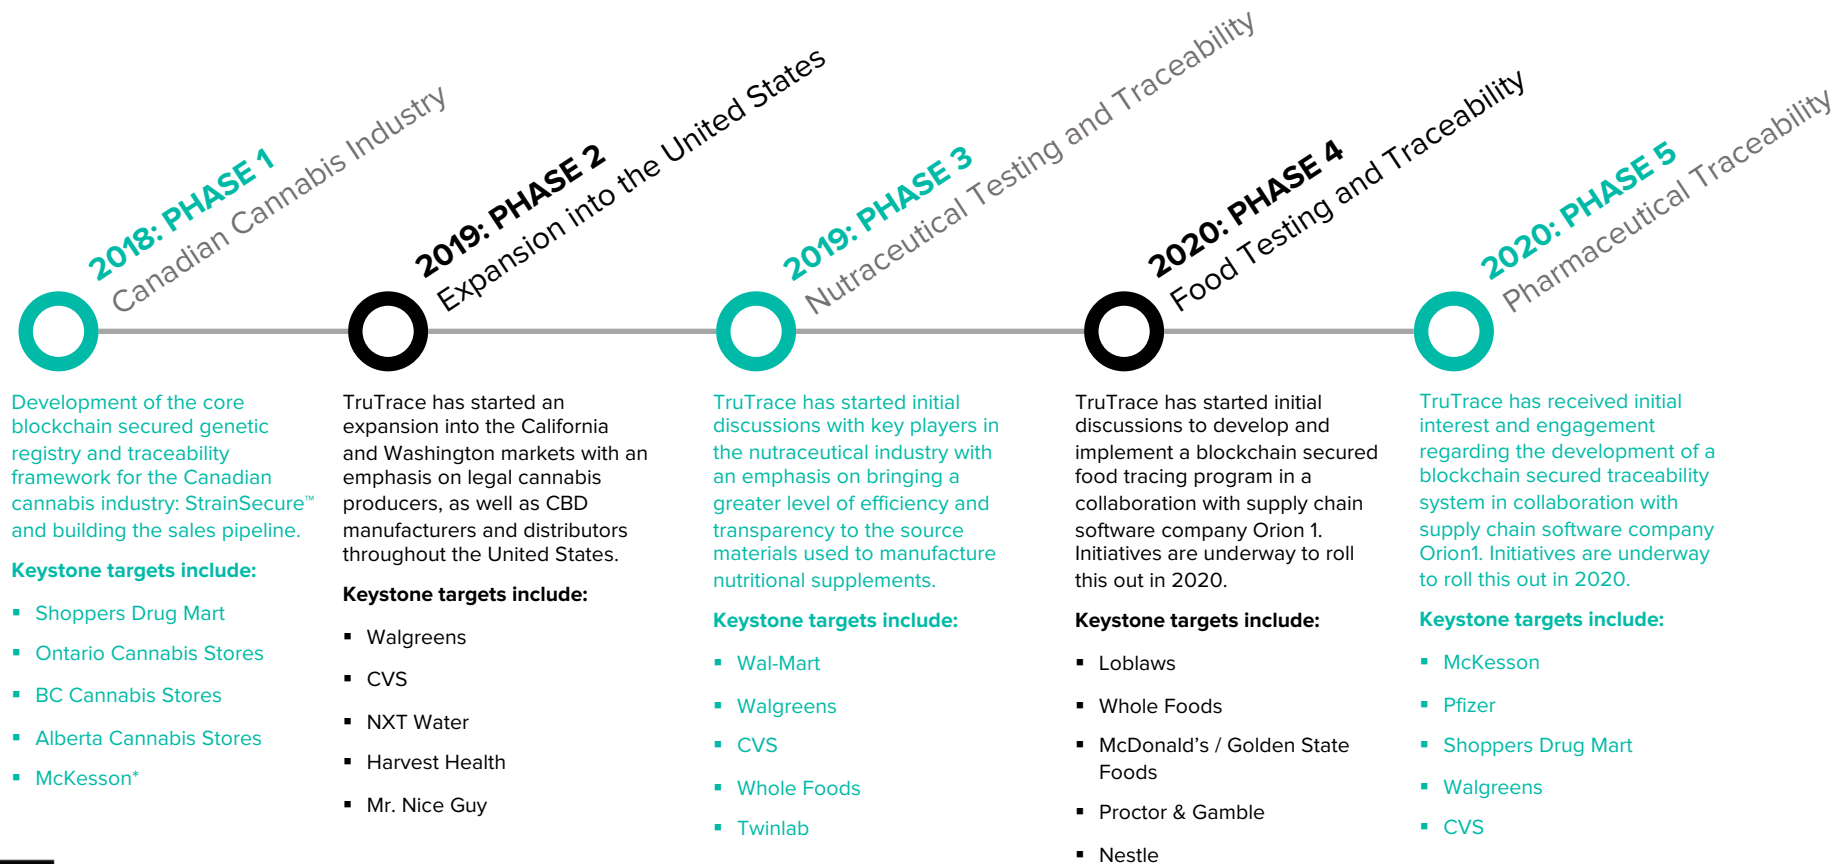 2018: PHASE 1
Canadian Cannabis Industry
Development of the core
blockchain secured genetic
registry and traceability
framework for the Canadian
cannabis industry: StrainSecure™
and building the sales pipeline.
Keystone targets include:
▪ Shoppers Drug Mart
▪ Ontario Cannabis Stores
▪ BC Cannabis Stores
▪ Alberta Cannabis Stores
▪ McKesson*
2019: PHASE 2
Expansion into the United States
TruTrace has started an
expansion into the California
and Washington markets with an
emphasis on legal cannabis
producers, as well as CBD
manufacturers and distributors
throughout the United States.
Keystone targets include:
▪ Walgreens
▪ CVS
▪ NXT Water
▪ Harvest Health
▪ Mr. Nice Guy
2019: PHASE 3
Nutraceutical Testing and Traceability
TruTrace has started initial
discussions with key players in
the nutraceutical industry with
an emphasis on bringing a
greater level of efficiency and
transparency to the source
materials used to manufacture
nutritional supplements.
Keystone targets include:
▪ Wal-Mart
▪ Walgreens
▪ CVS
▪ Whole Foods
▪ Twinlab
2020: PHASE 4
Food Testing and Traceability
TruTrace has started initial
discussions to develop and
implement a blockchain secured
food tracing program in a
collaboration with supply chain
software company Orion 1.
Initiatives are underway to roll
this out in 2020.
Keystone targets include:
▪ Loblaws
▪ Whole Foods
▪ McDonald's / Golden State
Foods
▪ Proctor & Gamble
▪ Nestle
2020: PHASE 5
Pharmaceutical Traceability
TruTrace has received initial
interest and engagement
regarding the development of a
blockchain secured traceability
system in collaboration with
supply chain software company
Orion1. Initiatives are underway
to roll this out in 2020.
Keystone targets include:
▪ McKesson
▪ Pfizer
▪ Shoppers Drug Mart
▪ Walgreens
▪ CVS